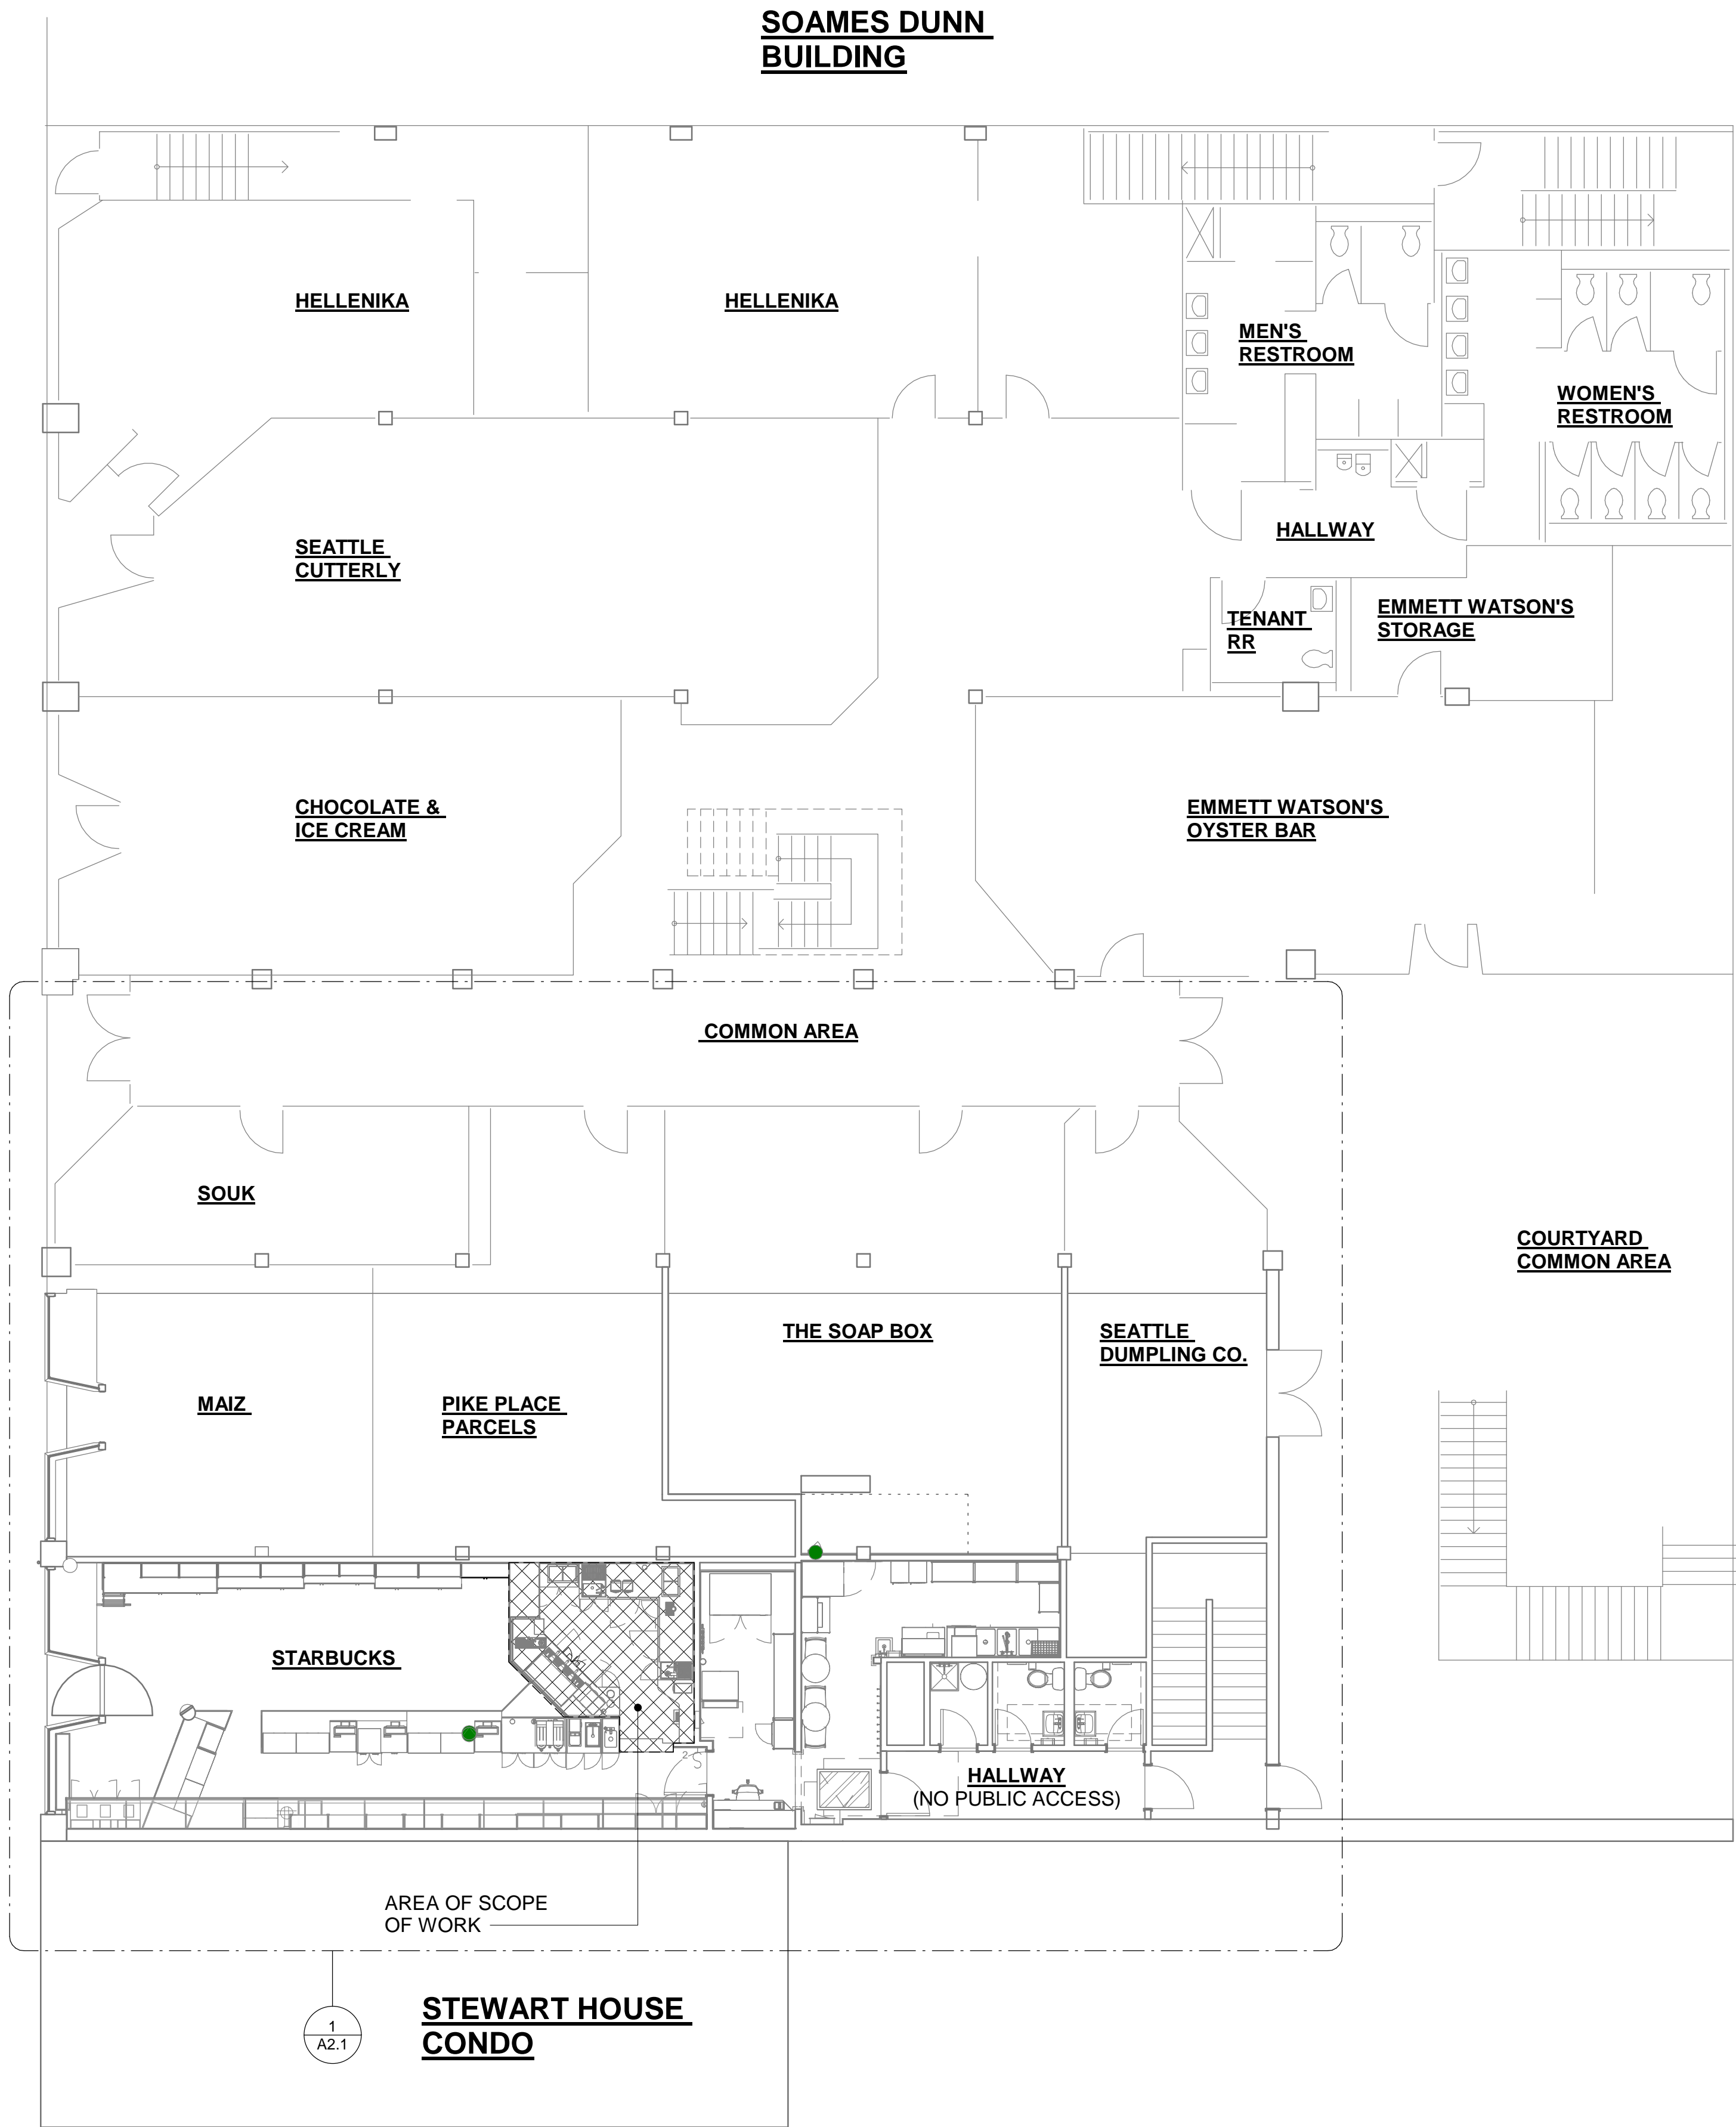 SOAMES DUNN
BUILDING
HELLENIKA
HELLENIKA
MEN'S
RESTROOM
WOMEN'S
RESTROOM
SEATTLE
CUTTERLY
HALLWAY
TENANT
RR
EMMETT WATSON'S
STORAGE
CHOCOLATE &
ICE CREAM
EMMETT WATSON'S
OYSTER BAR
COMMON AREA
SOUK
COURTYARD
COMMON AREA
THE SOAP BOX
SEATTLE
DUMPLING CO.
MAIZ
PIKE PLACE
PARCELS
STARBUCKS
2
S
HALLWAY
(NO PUBLIC ACCESS)
AREA OF SCOPE
OF WORK
1
A2.1
STEWART HOUSE
CONDO